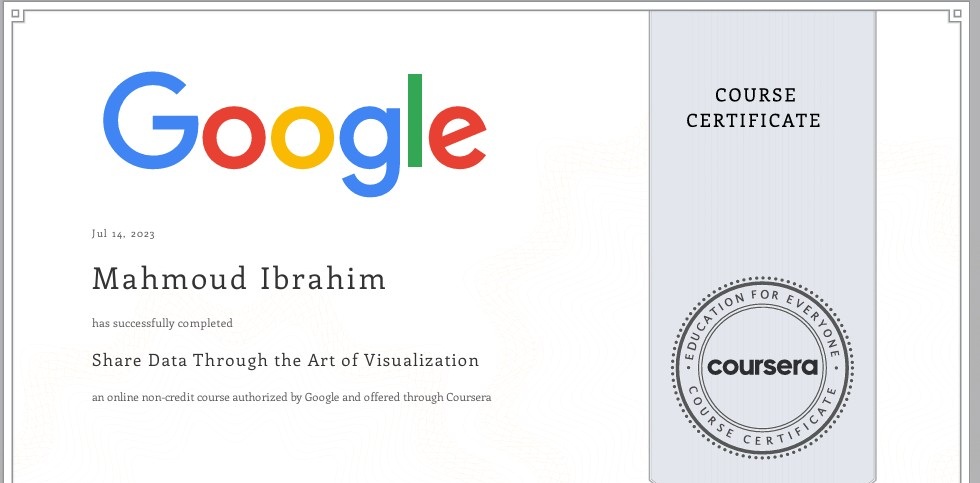 Google
COURSE
CERTIFICATE
Jul 14, 2023
Mahmoud Ibrahim
has successfully completed
Share Data Through the Art of Visualization
an online non-credit course authorized by Google and offered through Coursera
EDUCATION FOR EVERYONE
coursera
COURSE CERTIFICATE